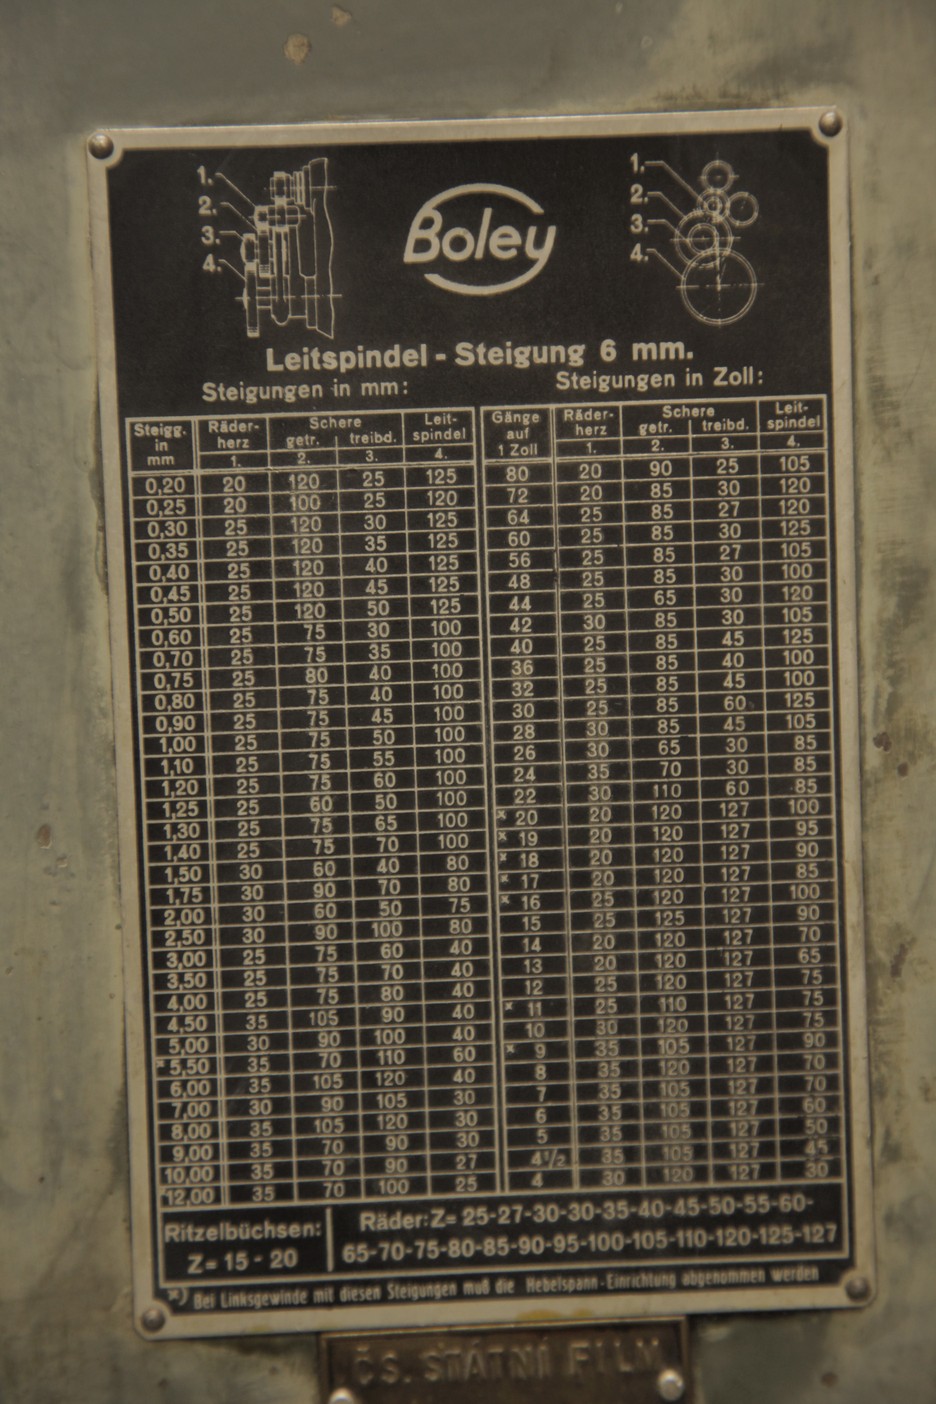 1.
2.
3.
4.
Boley
1.
2.
3.
4.
Leitspindel - Steigung 6 mm.
Steigungen in mm: Steigungen in Zoll:
Steigg. in mm Räder-herz 1. Schere getr. 2. treibd. 3. Leit-spindel 4. Gänge auf 1 Zoll Räder-herz 1. Schere getr. 2. treibd. 3. Leit-spindel 4.
0,20 20 120 25 125 80 20 90 25 105
0,25 20 100 25 120 72 20 85 30 120
0,30 25 120 30 125 64 25 85 27 120
0,35 25 120 35 125 60 25 85 30 125
0,40 25 120 40 125 56 25 85 27 105
0,45 25 120 45 125 48 25 85 30 100
0,50 25 120 50 125 44 25 65 30 120
0,60 25 75 30 100 42 30 85 30 105
0,70 25 75 35 100 40 25 85 45 125
0,75 25 80 40 100 36 25 85 40 100
0,80 25 75 40 100 32 25 85 45 100
0,90 25 75 45 100 30 25 85 60 125
1,00 25 75 50 100 28 30 85 45 105
1,10 25 75 55 100 26 30 65 30 85
1,20 25 75 60 100 24 35 70 30 85
1,25 25 60 50 100 22 30 110 60 85
1,30 25 75 65 100 x 20 20 120 127 100
1,40 25 75 70 100 x 19 20 120 127 95
1,50 30 60 40 80 x 18 20 120 127 90
1,75 30 90 70 80 x 17 20 120 127 85
2,00 30 60 50 75 x 16 25 120 127 100
2,50 30 90 100 80 15 25 125 127 90
3,00 25 75 60 40 14 20 120 127 70
3,50 25 75 70 40 13 20 120 127 65
4,00 25 75 80 40 12 25 120 127 75
4,50 35 105 90 40 x 11 25 110 127 75
5,00 30 90 100 40 10 30 120 127 75
x 5,50 35 70 110 60 x 9 35 105 127 90
6,00 35 105 120 40 8 35 120 127 70
7,00 30 90 105 30 7 35 105 127 70
8,00 35 105 120 30 6 35 105 127 60
9,00 35 70 90 30 5 35 105 127 50
10,00 35 70 90 27 4 1/2 35 105 127 45
12,00 35 70 100 25 4 30 120 127 30
Ritzelbüchsen:
Z= 15 - 20
Räder: Z= 25-27-30-30-35-40-45-50-55-60-
65-70-75-80-85-90-95-100-105-110-120-125-127
x) Bei Linksgewinde mit diesen Steigungen muß die Hebelspann-Einrichtung abgenommen werden
ČS. STÁTNÍ FILM